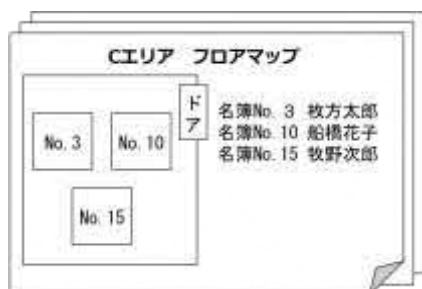 Cエリア フロアマップ
ドア
No. 3
No. 10
No. 15
名簿No. 3 枚方太郎
名簿No. 10 船橋花子
名簿No. 15 牧野次郎